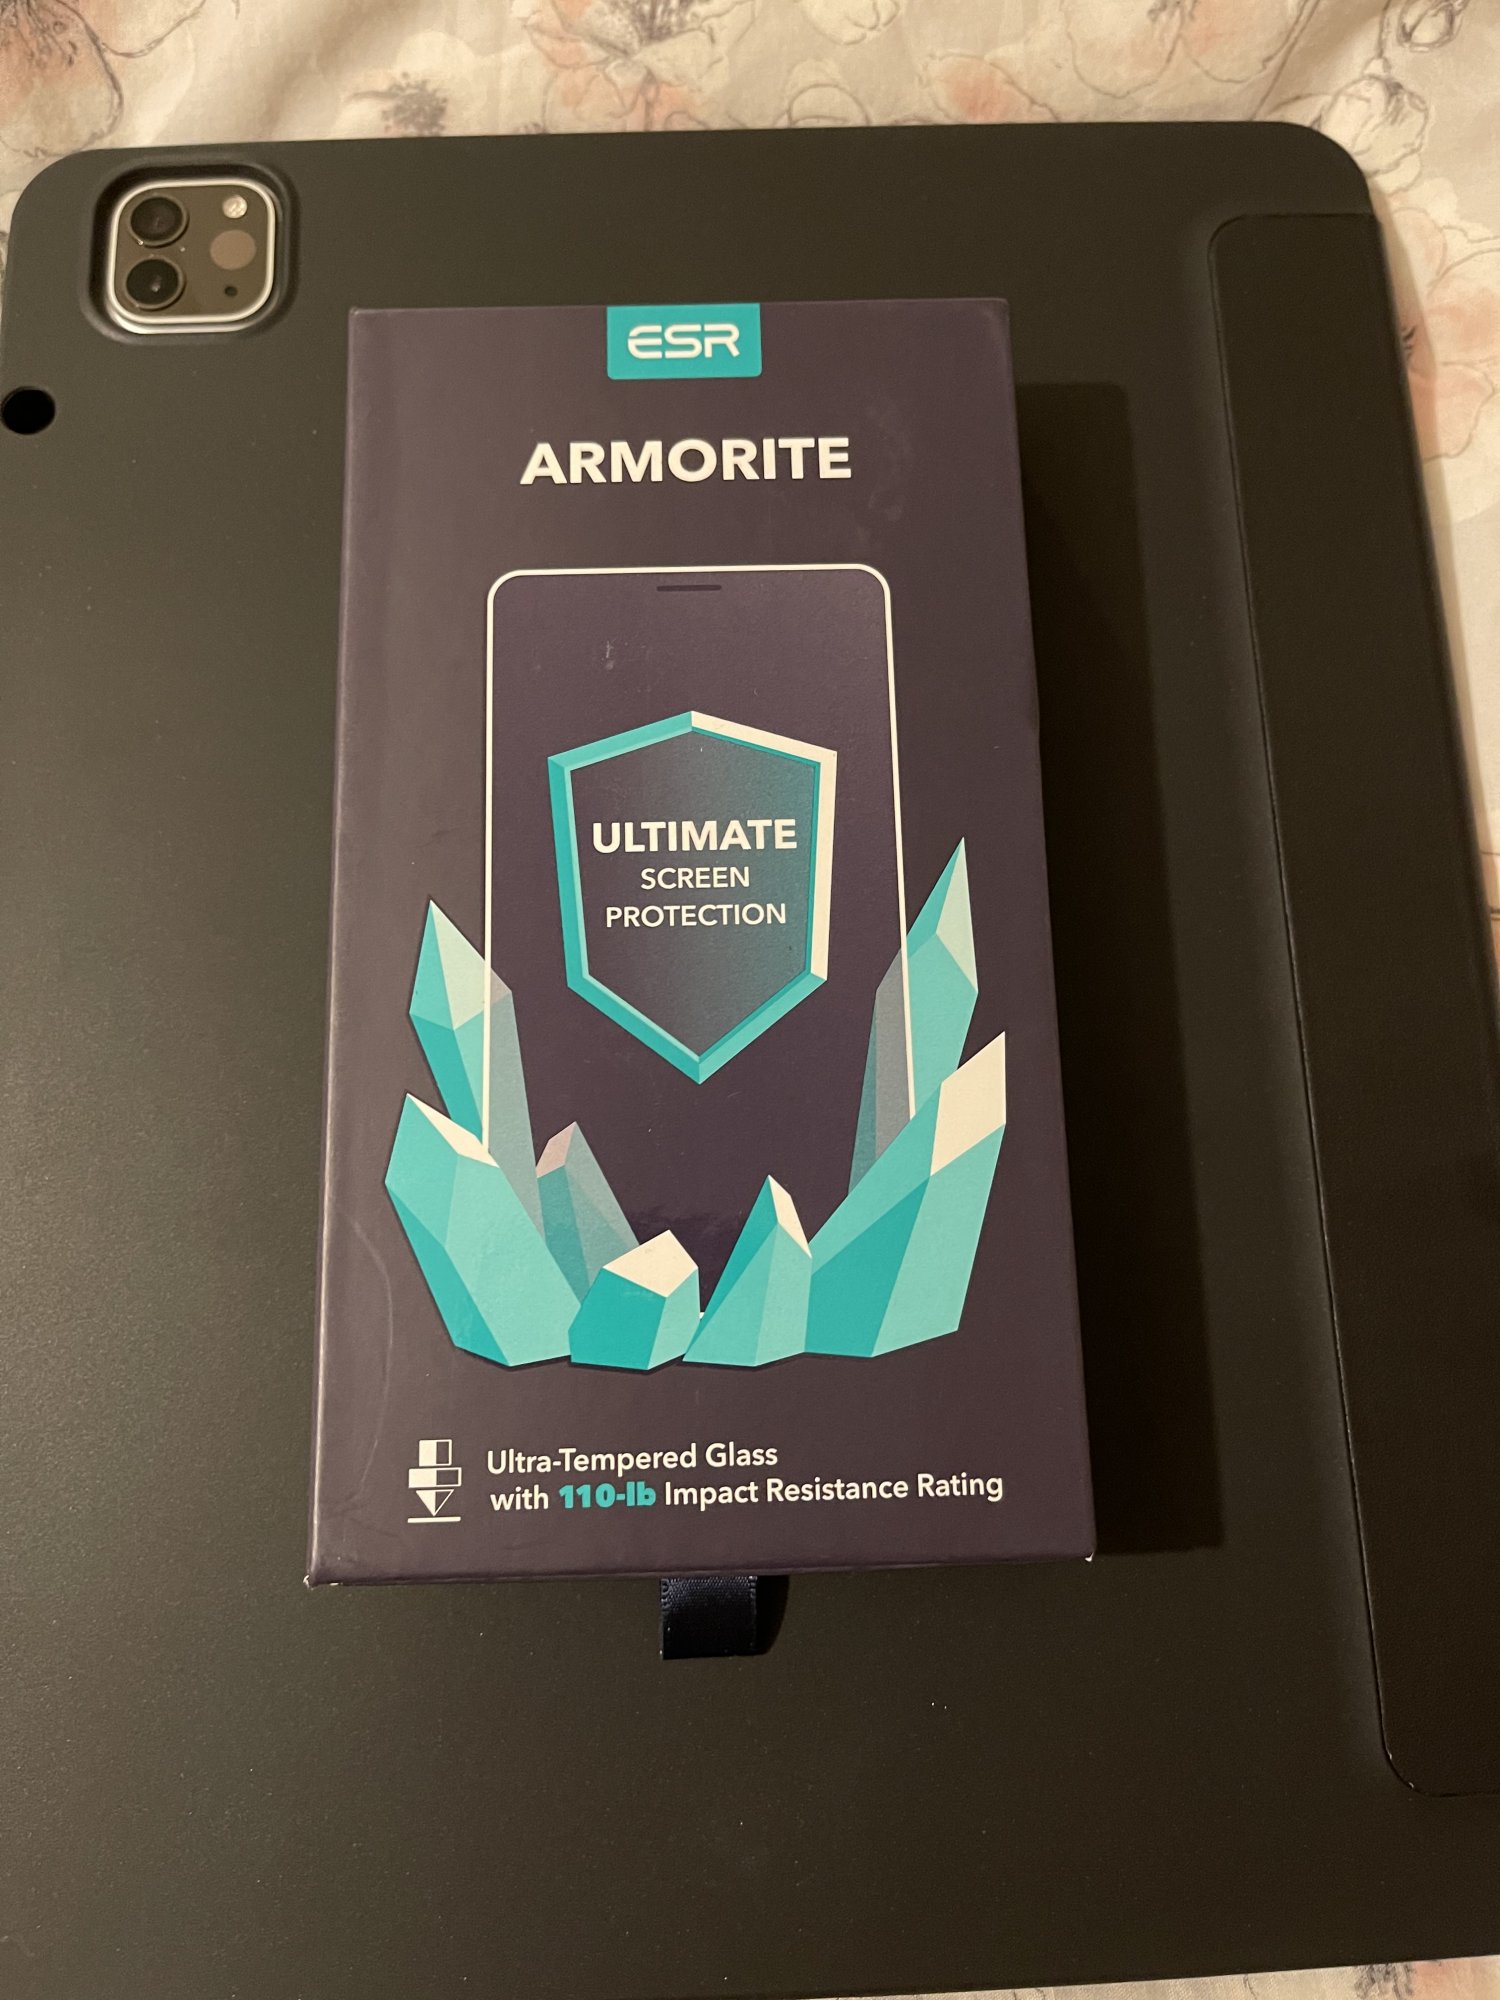 ESR
ARMORITE
ULTIMATE
SCREEN
PROTECTION
Ultra-Tempered Glass
with 110-lb Impact Resistance Rating